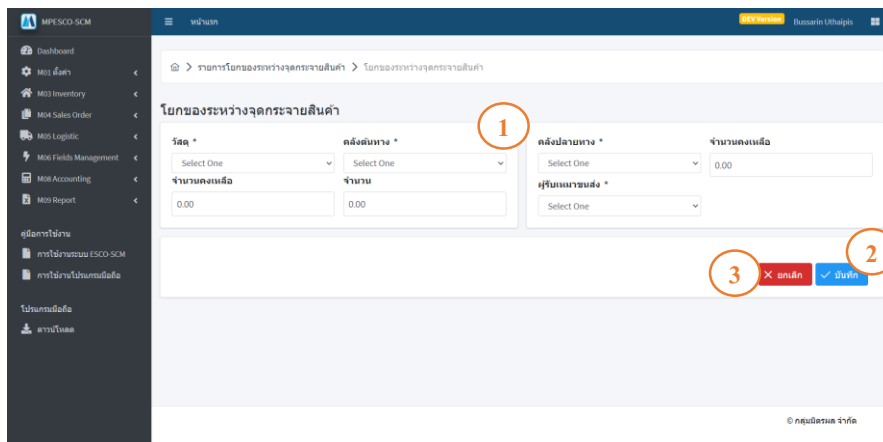 MPESCO-SCM
หน้าแรก
DEV Version
Bussarin Uthaipis
Dashboard
M01 ตั้งค่า
M03 Inventory
M04 Sales Order
M05 Logistic
M06 Fields Management
M08 Accounting
M09 Report
คู่มือการใช้งาน
การใช้งานระบบ ESCO-SCM
การใช้งานโปรแกรมมือถือ
โปรแกรมมือถือ
ดาวน์โหลด
รายการโยกของระหว่างจุดกระจายสินค้า
โยกของระหว่างจุดกระจายสินค้า
โยกของระหว่างจุดกระจายสินค้า
1
วัสดุ *
คลังต้นทาง *
Select One
Select One
จำนวนคงเหลือ
จำนวน
0.00
0.00
คลังปลายทาง *
จำนวนคงเหลือ
Select One
0.00
ผู้รับเหมาขนส่ง *
Select One
2
3
ยกเลิก
บันทึก
© กลุ่มมิตรผล จำกัด